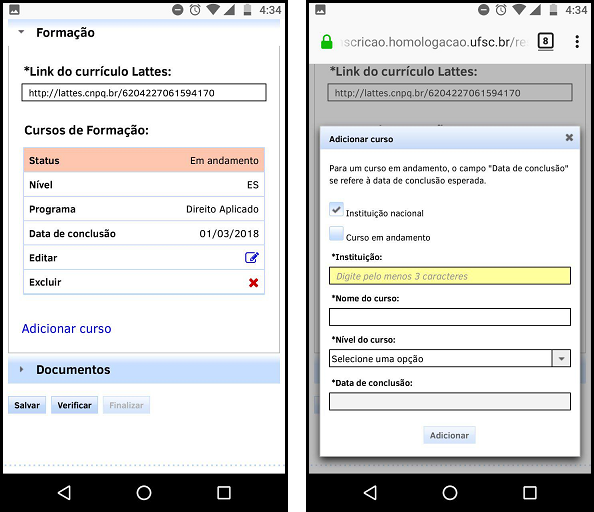 4:34
Formação
*Link do currículo Lattes:
http://lattes.cnpq.br/6204227061594170
Cursos de Formação:
Status Em andamento
Nível ES
Programa Direito Aplicado
Data de conclusão 01/03/2018
Editar
Excluir
Adicionar curso
Documentos
Salvar Verificar Finalizar
4:34
scricao.homologacao.ufsc.br/re 8
*Link do currículo Lattes:
http://lattes.cnpq.br/6204227061594170
Adicionar curso
Para um curso em andamento, o campo "Data de conclusão"
se refere à data de conclusão esperada.
Instituição nacional
Curso em andamento
*Instituição:
Digite pelo menos 3 caracteres
*Nome do curso:
*Nível do curso:
Selecione uma opção
*Data de conclusão:
Adicionar